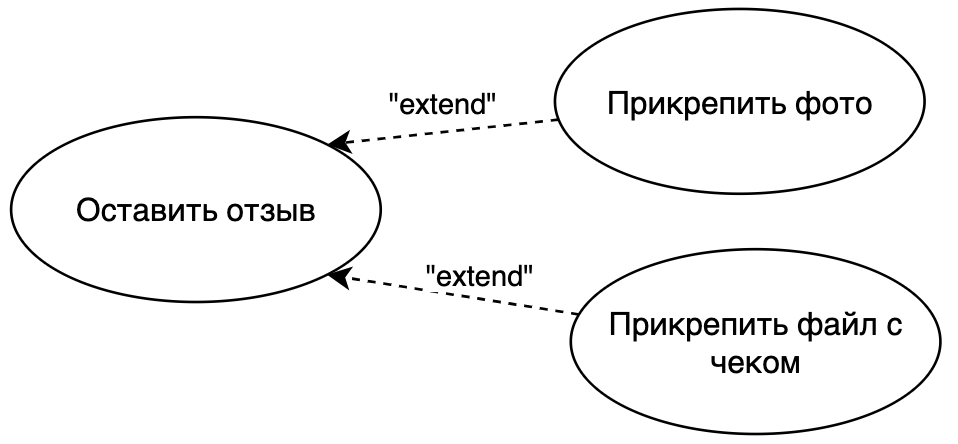 "extend"
Прикрепить фото
Оставить отзыв
"extend"
Прикрепить файл с
чеком